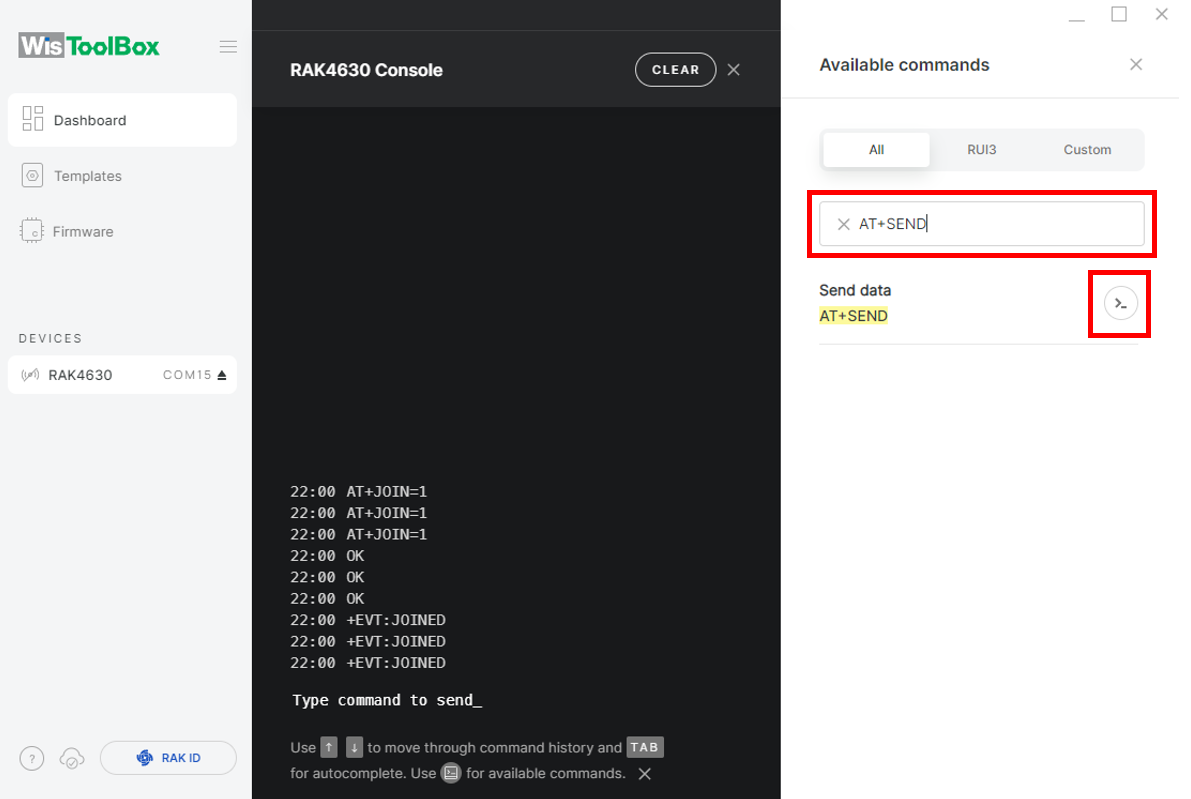 WisToolBox
Dashboard
Templates
Firmware
DEVICES
RAK4630 COM15
?
RAK ID
RAK4630 Console
CLEAR
22:00 AT+JOIN=1
22:00 AT+JOIN=1
22:00 AT+JOIN=1
22:00 OK
22:00 OK
22:00 OK
22:00 +EVT:JOINED
22:00 +EVT:JOINED
22:00 +EVT:JOINED
Type command to send_
Use ↑ ↓ to move through command history and TAB
for autocomplete. Use for available commands.
Available commands
All RUI3 Custom
AT+SEND
Send data
AT+SEND